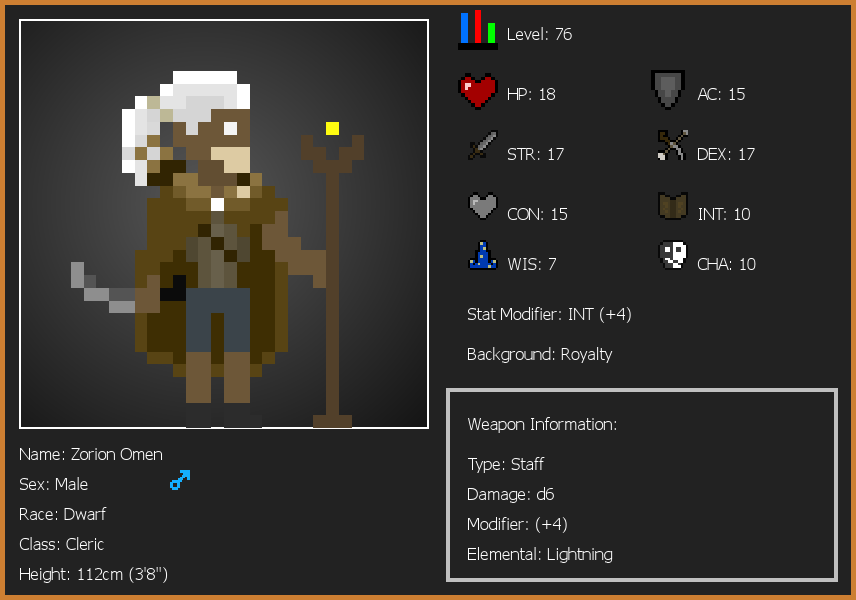 Level: 76
HP: 18
AC: 15
STR: 17
DEX: 17
CON: 15
INT: 10
WIS: 7
CHA: 10
Stat Modifier: INT (+4)
Background: Royalty
Weapon Information:
Type: Staff
Damage: d6
Modifier: (+4)
Elemental: Lightning
Name: Zorion Omen
Sex: Male
Race: Dwarf
Class: Cleric
Height: 112cm (3'8")